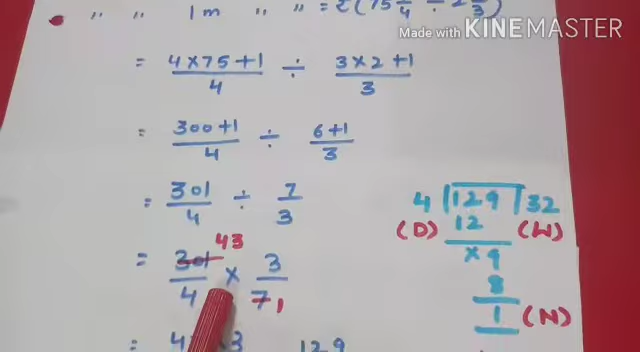 " " 1m " " = ₹ (75 1/4 ÷ 2 1/3)
Made with KINEMASTER
= 4×75+1/4 ÷ 3×2+1/3
= 300+1/4 ÷ 6+1/3
= 301/4 ÷ 7/3
43
= 301/4 × 3/7 1
4 129 32
(D) 12 (W)
×9
8
1 (N)
= 3 129